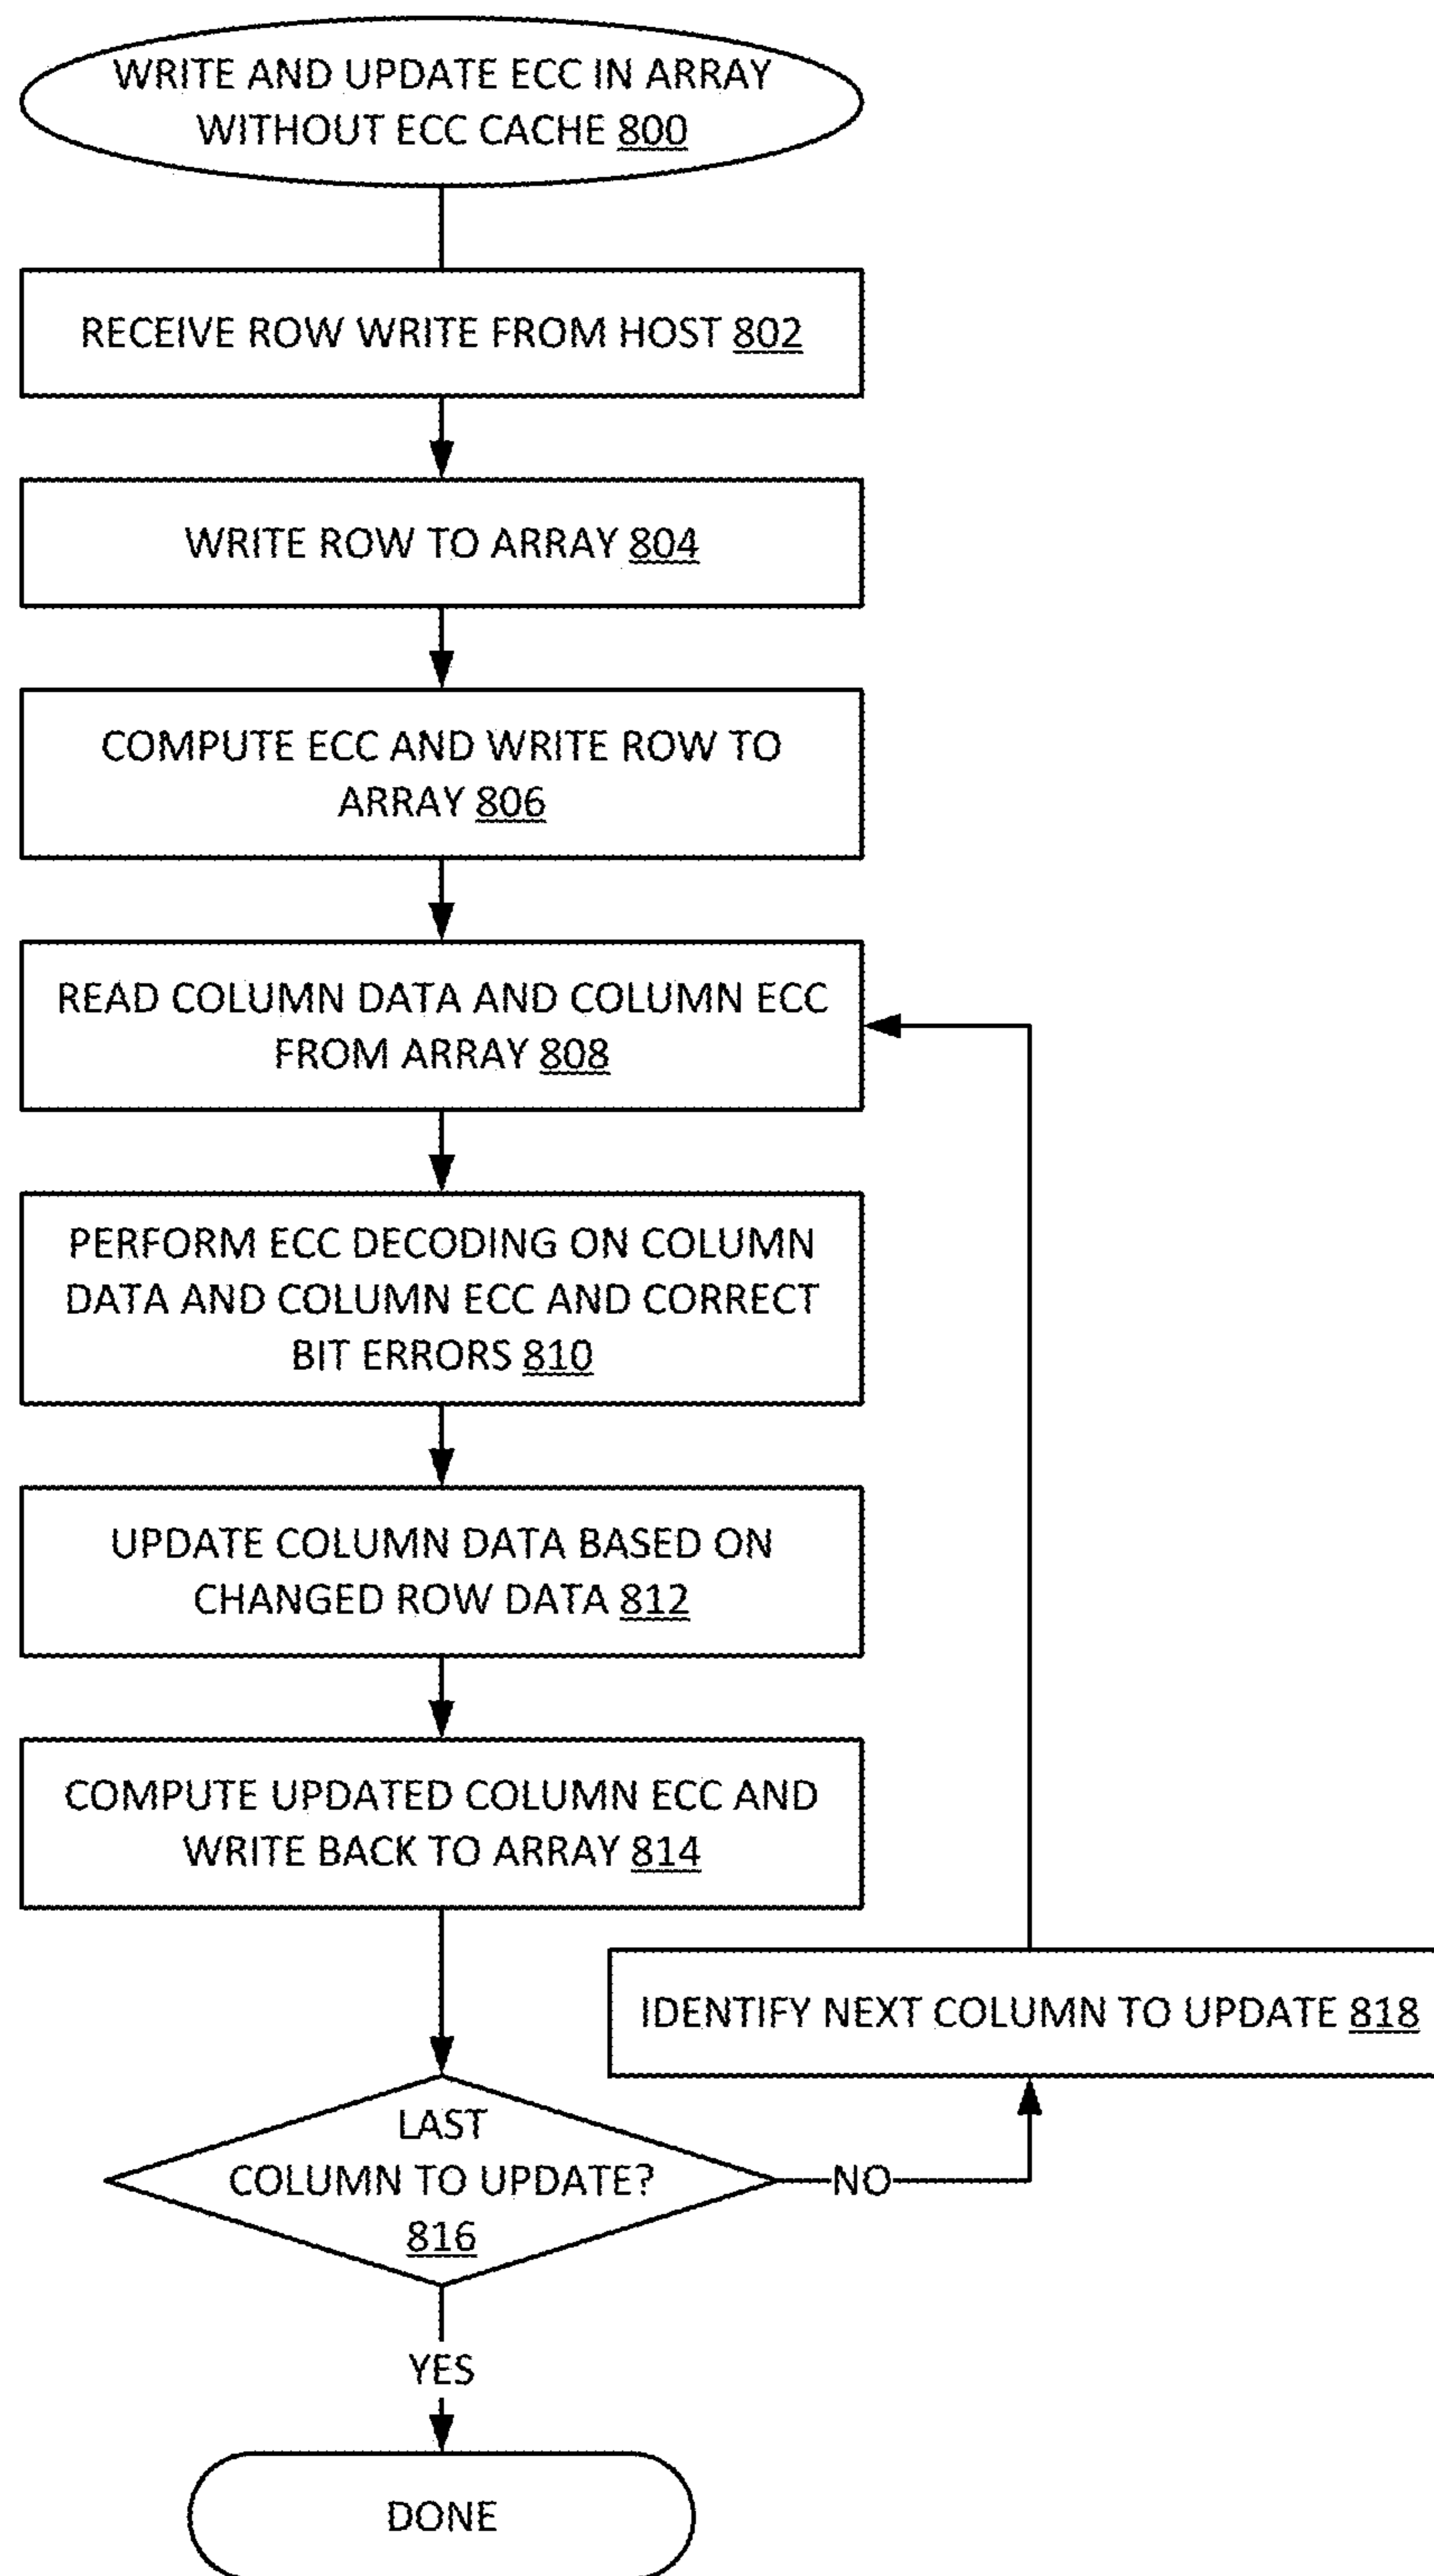 WRITE AND UPDATE ECC IN ARRAY
WITHOUT ECC CACHE 800
RECEIVE ROW WRITE FROM HOST 802
WRITE ROW TO ARRAY 804
COMPUTE ECC AND WRITE ROW TO
ARRAY 806
READ COLUMN DATA AND COLUMN ECC
FROM ARRAY 808
PERFORM ECC DECODING ON COLUMN
DATA AND COLUMN ECC AND CORRECT
BIT ERRORS 810
UPDATE COLUMN DATA BASED ON
CHANGED ROW DATA 812
COMPUTE UPDATED COLUMN ECC AND
WRITE BACK TO ARRAY 814
IDENTIFY NEXT COLUMN TO UPDATE 818
LAST
COLUMN TO UPDATE?
816
NO
YES
DONE